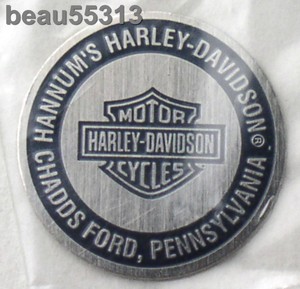 beau55313
HANNUM'S HARLEY-DAVIDSON®
MOTOR
HARLEY-DAVIDSON
CYCLES
CHADDS FORD, PENNSYLVANIA